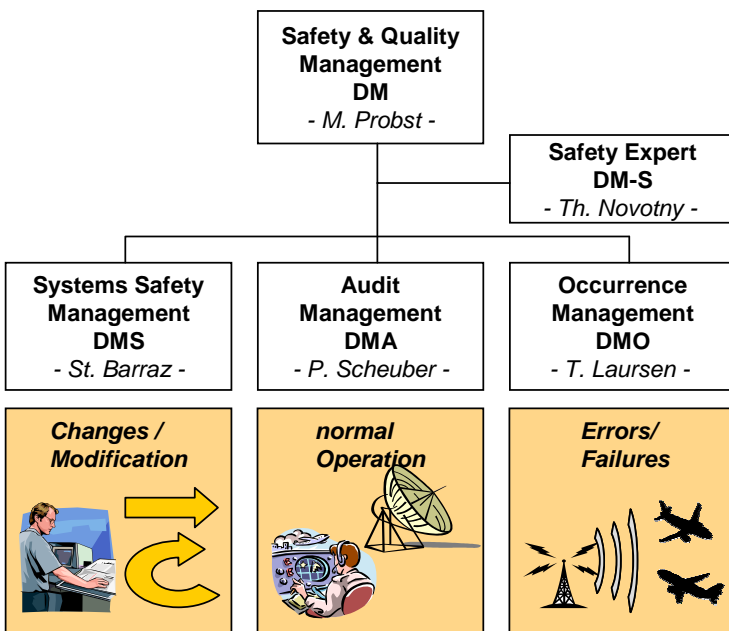 Safety & Quality
Management
DM
- M. Probst -
Safety Expert
DM-S
- Th. Novotny -
Systems Safety
Management
DMS
- St. Barraz -
Audit
Management
DMA
- P. Scheuber -
Occurrence
Management
DMO
- T. Laursen -
Changes /
Modification
normal
Operation
Errors/
Failures